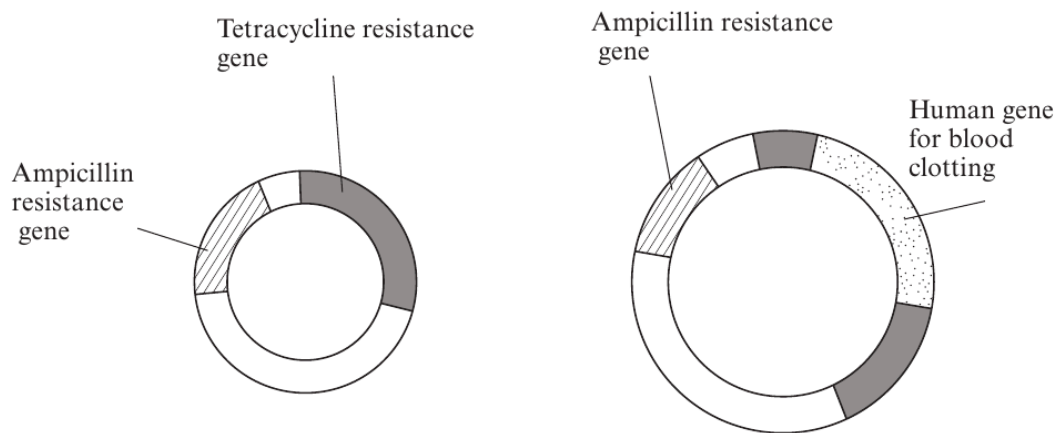 Tetracycline resistance
gene
Ampicillin
resistance
gene
Ampicillin resistance
gene
Human gene
for blood
clotting